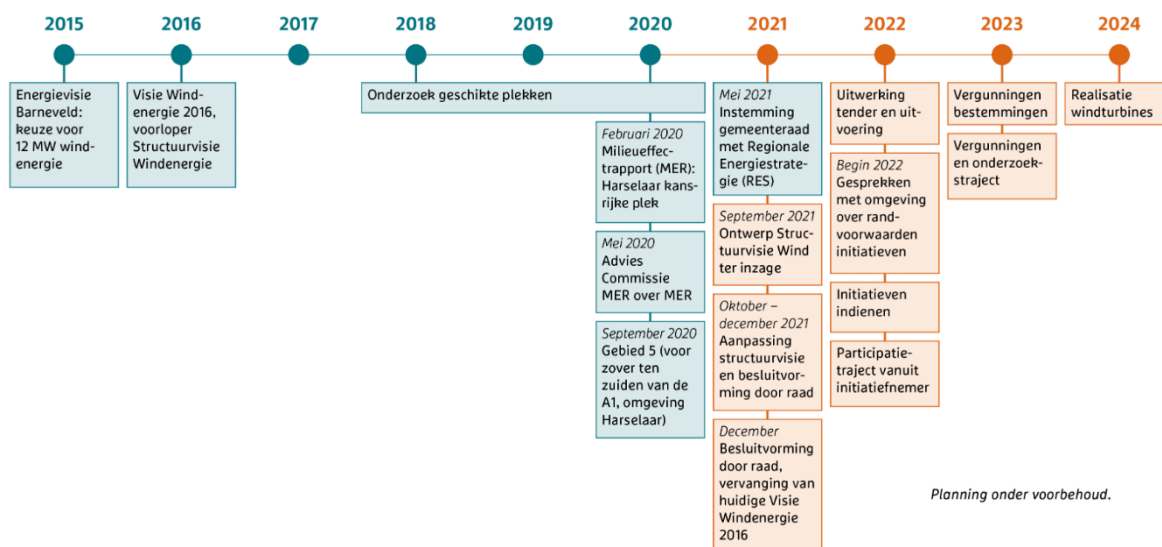 2015
2016
2017
2018
2019
2020
2021
2022
2023
2024
Energievisie
Barneveld:
keuze voor
12 MW wind-
energie
Visie Wind-
energie 2016,
voorloper
Structuurvisie
Windenergie
Onderzoek geschikte plekken
Februari 2020
Milieueffec-
trapport (MER):
Harselaar kans-
rijke plek
Mei 2020
Advies
Commissie
MER over MER
September 2020
Gebied 5 (voor
zover ten
zuiden van de
A1, omgeving
Harselaar)
Mei 2021
Instemming
gemeenteraad
met Regionale
Energiestrate-
gie (RES)
September 2021
Ontwerp Struc-
tuurvisie Wind
ter inzage
Oktober –
december 2021
Aanpassing
structuurvisie
en besluitvor-
ming door raad
December
Besluitvorming
door raad,
vervanging van
huidige Visie
Windenergie
2016
Uitwerking
tender en uit-
voering
Begin 2022
Gesprekken
met omgeving
over rand-
voorwaarden
initiatieven
Initiatieven
indienen
Participatie-
traject vanuit
initiatiefnemer
Vergunningen
bestemmingen
Vergunningen
en onderzoek-
straject
Realisatie
windturbines
Planning onder voorbehoud.